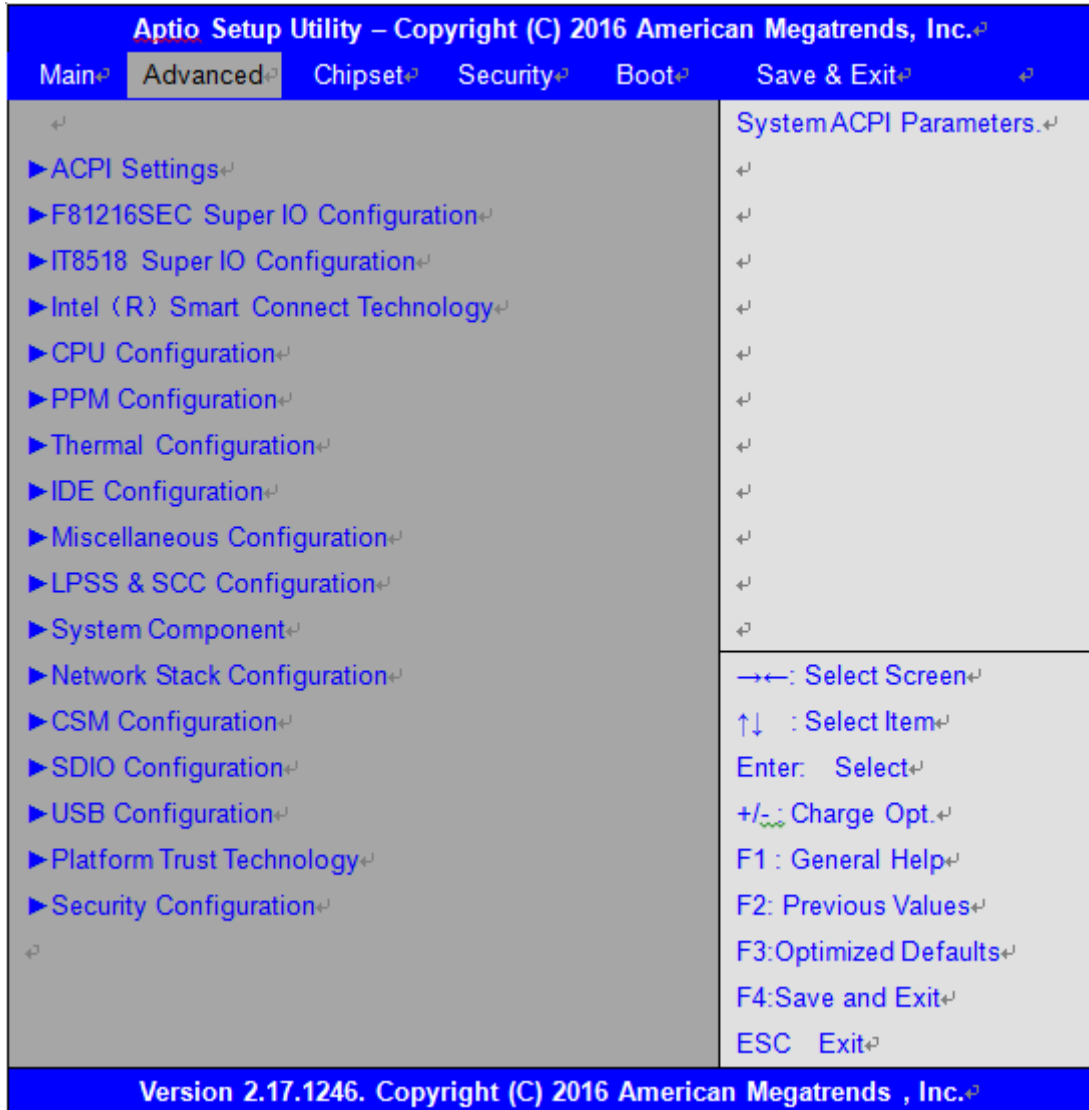 Aptio Setup Utility – Copyright (C) 2016 American Megatrends, Inc.
Main Advanced Chipset Security Boot Save & Exit
►ACPI Settings
►F81216SEC Super IO Configuration
►IT8518 Super IO Configuration
►Intel（R）Smart Connect Technology
►CPU Configuration
►PPM Configuration
►Thermal Configuration
►IDE Configuration
►Miscellaneous Configuration
►LPSS & SCC Configuration
►System Component
►Network Stack Configuration
►CSM Configuration
►SDIO Configuration
►USB Configuration
►Platform Trust Technology
►Security Configuration
System ACPI Parameters.
→←: Select Screen
↑↓ : Select Item
Enter: Select
+/- : Charge Opt.
F1 : General Help
F2: Previous Values
F3:Optimized Defaults
F4:Save and Exit
ESC Exit
Version 2.17.1246. Copyright (C) 2016 American Megatrends , Inc.